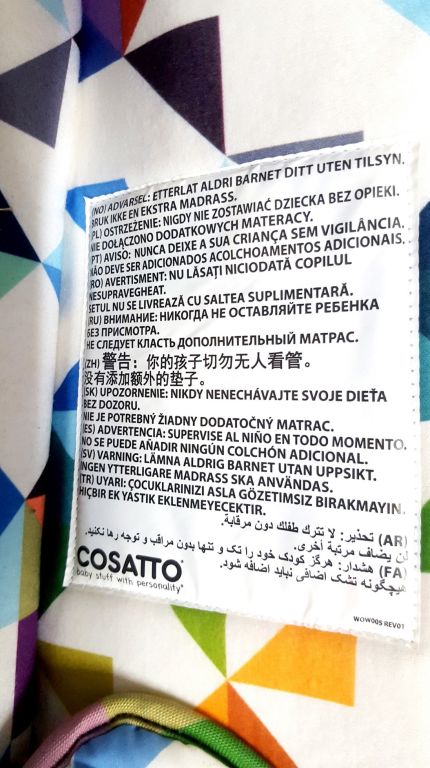 (NO) ADVARSEL: ETTERLAT ALDRI BARNET DITT UTEN TILSYN.
BRUK IKKE EN EKSTRA MADRASS.
(PL) OSTRZEŻENIE: NIGDY NIE ZOSTAWIAĆ DZIECKA BEZ OPIEKI.
NIE DOŁĄCZONO DODATKOWYCH MATERACY.
(PT) AVISO: NUNCA DEIXE A SUA CRIANÇA SEM VIGILÂNCIA.
NÃO DEVE SER ADICIONADOS ACOLCHOAMENTOS ADICIONAIS.
(RO) AVERTISMENT: NU LĂSAȚI NICIODATĂ COPILUL
NESUPRAVEGHEAT.
SETUL NU SE LIVREAZĂ CU SALTEA SUPLIMENTARĂ.
(RU) ВНИМАНИЕ: НИКОГДА НЕ ОСТАВЛЯЙТЕ РЕБЕНКА
БЕЗ ПРИСМОТРА.
НЕ СЛЕДУЕТ КЛАСТЬ ДОПОЛНИТЕЛЬНЫЙ МАТРАС.
(ZH) 警告：你的孩子切勿无人看管。
没有添加额外的垫子。
(SK) UPOZORNENIE: NIKDY NENECHÁVAJTE SVOJE DIEŤA
BEZ DOZORU.
NIE JE POTREBNÝ ŽIADNY DODATOČNÝ MATRAC.
(ES) ADVERTENCIA: SUPERVISE AL NIÑO EN TODO MOMENTO.
NO SE PUEDE AÑADIR NINGÚN COLCHÓN ADICIONAL.
(SV) VARNING: LÄMNA ALDRIG BARNET UTAN UPPSIKT.
INGEN YTTERLIGARE MADRASS SKA ANVÄNDAS.
(TR) UYARI: ÇOCUKLARINIZI ASLA GÖZETIMSIZ BIRAKMAYIN.
HIÇBIR EK YASTIK EKLENMEYECEKTIR.
(AR) تحذير: لا تترك طفلك دون مرقابة.
لن يضاف مرتبة أخرى.
(FA) هشدار: هرگز کودک خود را تک و تنها بدون مراقب و توجه رها نکنید.
هیچگونه تشک اضافی نباید اضافه شود.
COSATTO
baby stuff with personality
WOW005 REV01